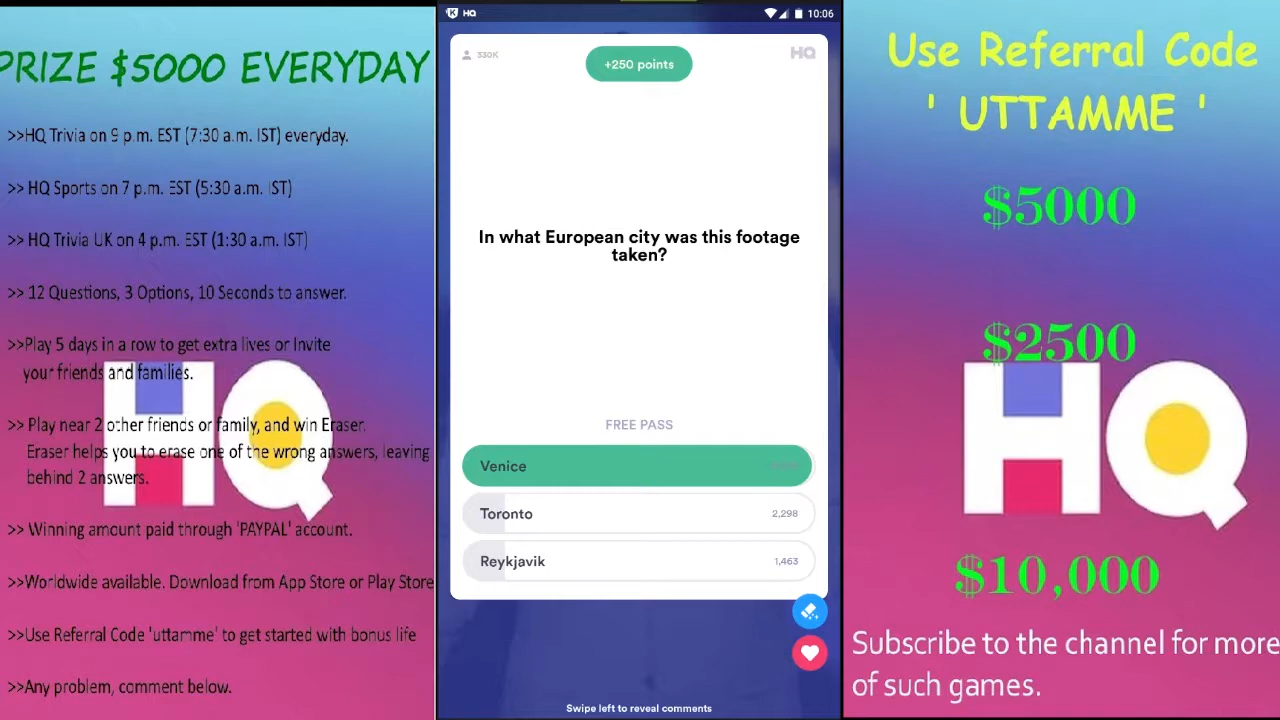 PRIZE $5000 EVERYDAY
>>HQ Trivia on 9 p.m. EST (7:30 a.m. IST) everyday.
>> HQ Sports on 7 p.m. EST (5:30 a.m. IST)
>> HQ Trivia UK on 4 p.m. EST (1:30 a.m. IST)
>> 12 Questions, 3 Options, 10 Seconds to answer.
>>Play 5 days in a row to get extra lives or Invite
your friends and families.
>> Play near 2 other friends or family, and win Eraser.
Eraser helps you to erase one of the wrong answers, leaving
behind 2 answers.
>> Winning amount paid through 'PAYPAL' account.
>>Worldwide available. Download from App Store or Play Store
>>Use Referral Code 'uttamme' to get started with bonus life
>>Any problem, comment below.
HQ
HQ
10:06
330K
+250 points
HQ
In what European city was this footage
taken?
FREE PASS
Venice
Toronto 2,298
Reykjavik 1,463
Swipe left to reveal comments
Use Referral Code
' UTTAMME '
$5000
$2500
HQ
$10,000
Subscribe to the channel for more
of such games.